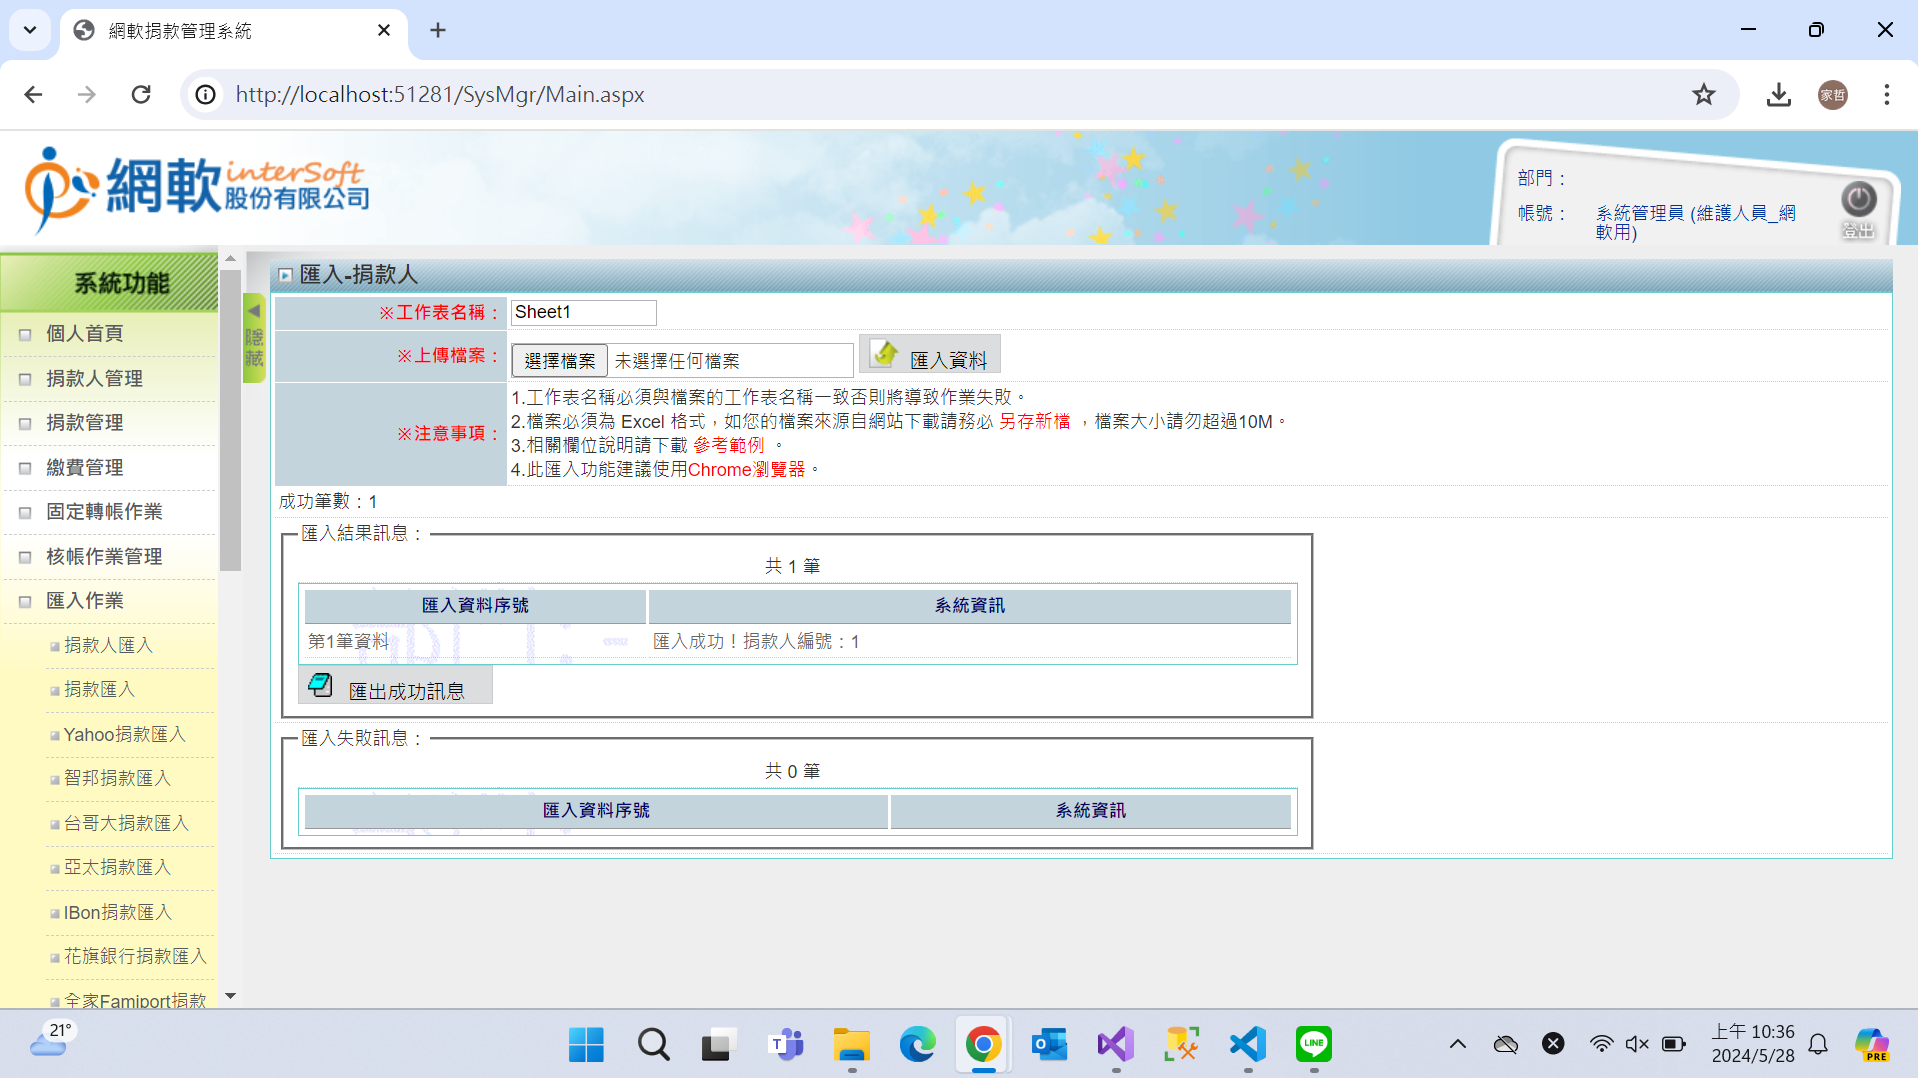 網軟捐款管理系統
http://localhost:51281/SysMgr/Main.aspx
家哲
網軟 interSoft 股份有限公司
部門：
帳號： 系統管理員 (維護人員_網軟用)
登出
系統功能
個人首頁
捐款人管理
捐款管理
繳費管理
固定轉帳作業
核帳作業管理
匯入作業
捐款人匯入
捐款匯入
Yahoo捐款匯入
智邦捐款匯入
台哥大捐款匯入
亞太捐款匯入
IBon捐款匯入
花旗銀行捐款匯入
全家Famiport捐款
隱藏
匯入-捐款人
※工作表名稱： Sheet1
※上傳檔案： 選擇檔案 未選擇任何檔案 匯入資料
※注意事項：
1.工作表名稱必須與檔案的工作表名稱一致否則將導致作業失敗。
2.檔案必須為 Excel 格式，如您的檔案來源自網站下載請務必 另存新檔 ，檔案大小請勿超過10M。
3.相關欄位說明請下載 參考範例 。
4.此匯入功能建議使用Chrome瀏覽器。
成功筆數：1
匯入結果訊息：
共 1 筆
匯入資料序號 系統資訊
第1筆資料 匯入成功！捐款人編號：1
匯出成功訊息
匯入失敗訊息：
共 0 筆
匯入資料序號 系統資訊
21°
上午 10:36
2024/5/28
PRE